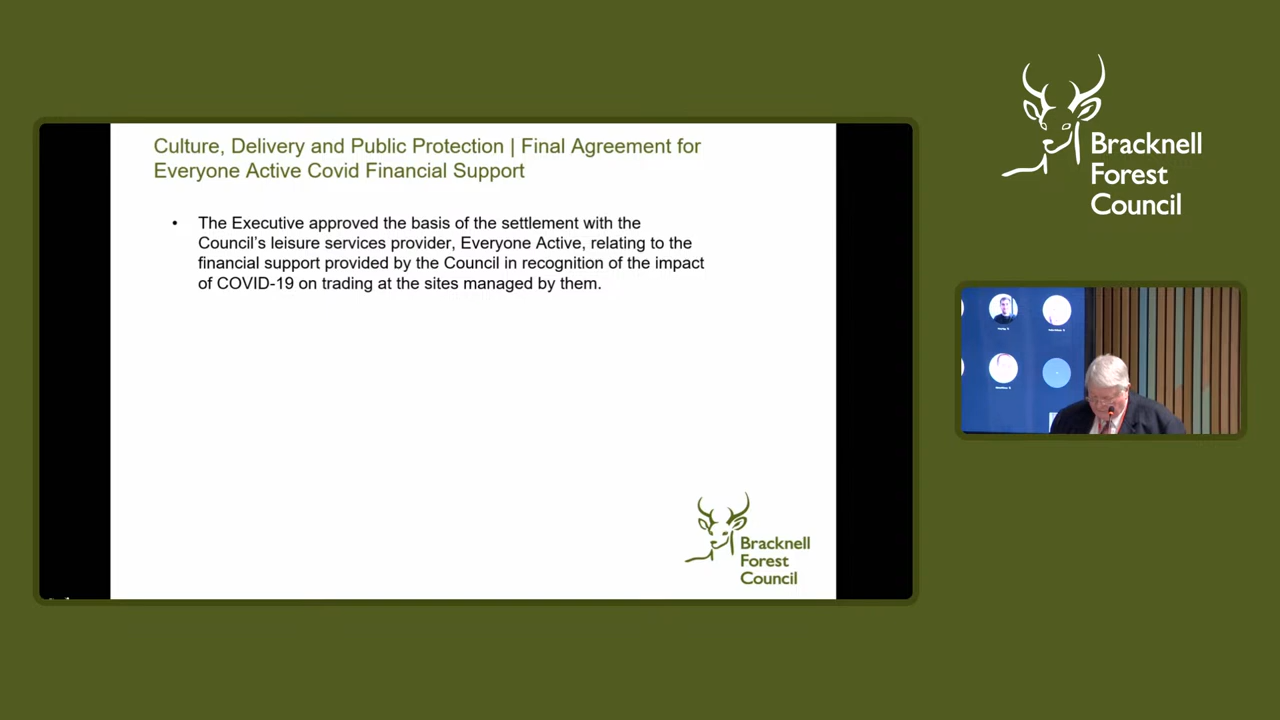 Culture, Delivery and Public Protection | Final Agreement for
Everyone Active Covid Financial Support
• The Executive approved the basis of the settlement with the
Council's leisure services provider, Everyone Active, relating to the
financial support provided by the Council in recognition of the impact
of COVID-19 on trading at the sites managed by them.
Bracknell
Forest
Council
Bracknell
Forest
Council